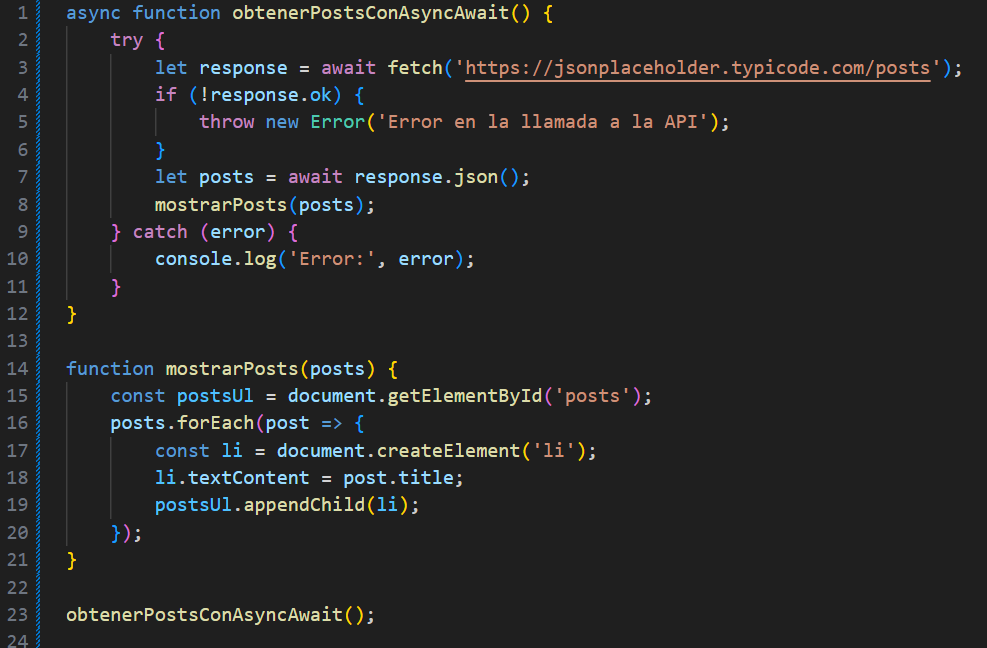 1 async function obtenerPostsConAsyncAwait() {
2     try {
3         let response = await fetch('https://jsonplaceholder.typicode.com/posts');
4         if (!response.ok) {
5             throw new Error('Error en la llamada a la API');
6         }
7         let posts = await response.json();
8         mostrarPosts(posts);
9     } catch (error) {
10         console.log('Error:', error);
11     }
12 }
13
14 function mostrarPosts(posts) {
15     const postsUl = document.getElementById('posts');
16     posts.forEach(post => {
17         const li = document.createElement('li');
18         li.textContent = post.title;
19         postsUl.appendChild(li);
20     });
21 }
22
23 obtenerPostsConAsyncAwait();
24